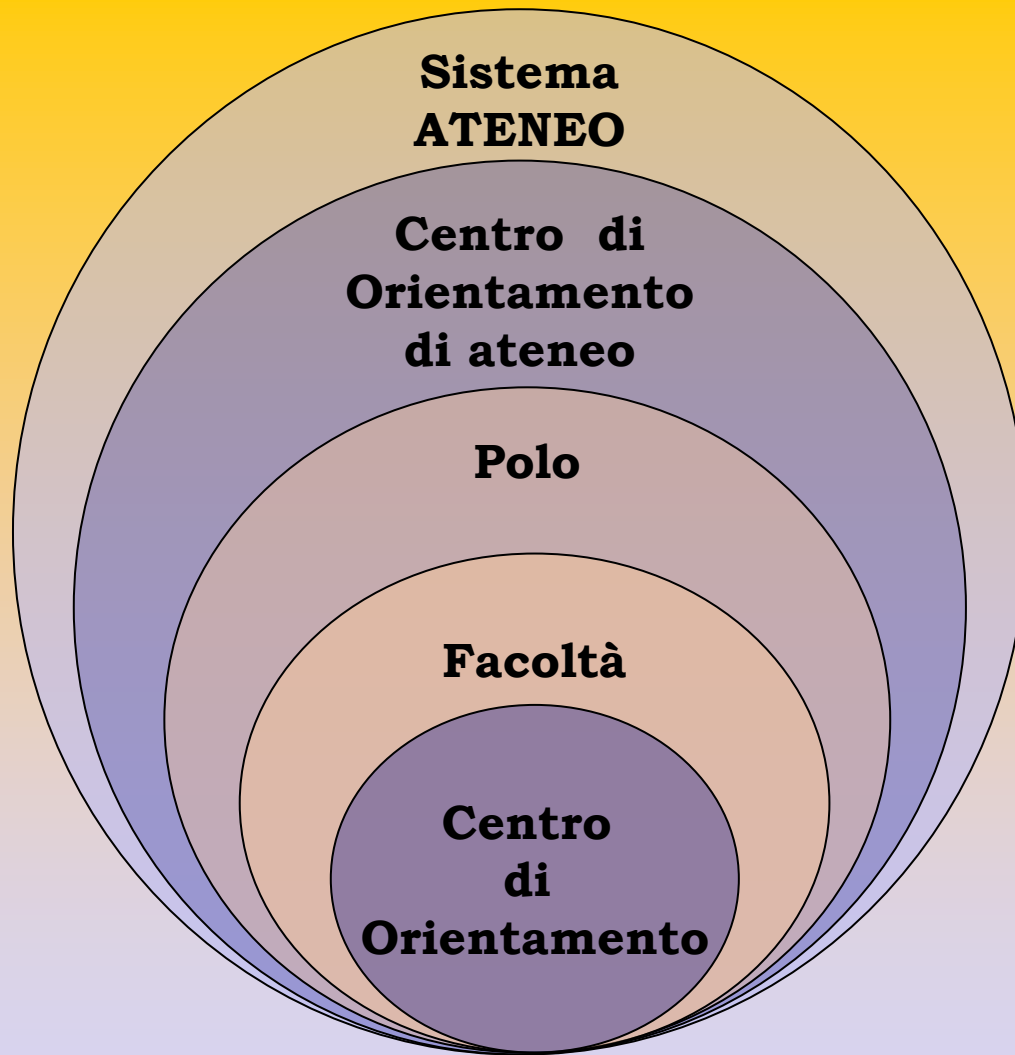 Sistema
ATENEO
Centro di
Orientamento
di ateneo
Polo
Facoltà
Centro
di
Orientamento